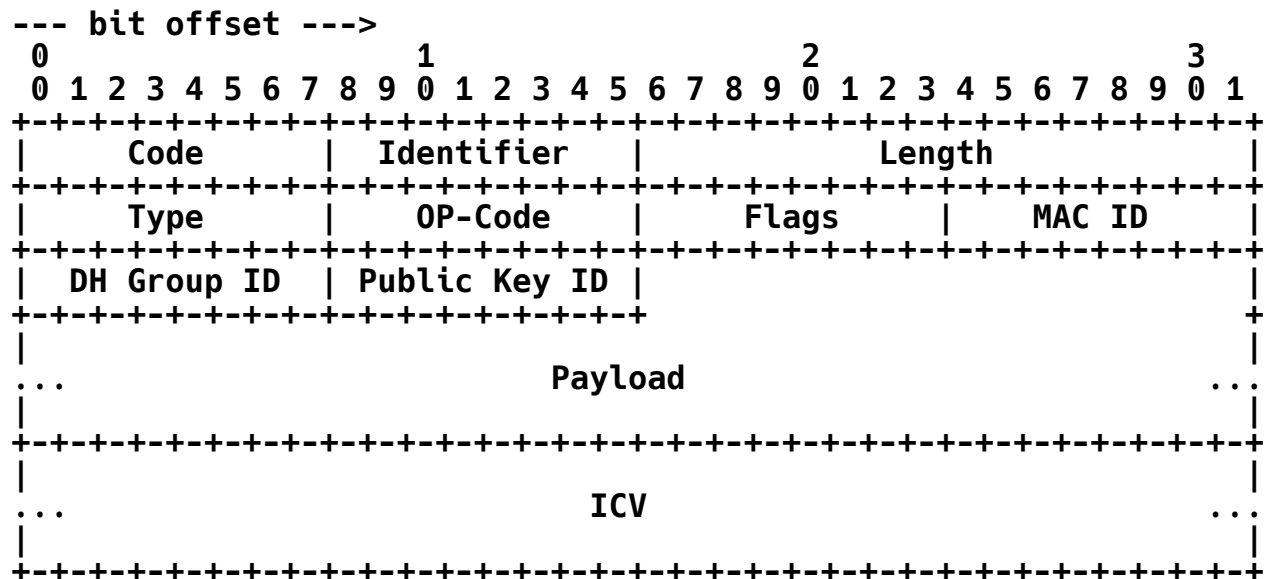 --- bit offset --->
 0                   1                   2                   3
 0 1 2 3 4 5 6 7 8 9 0 1 2 3 4 5 6 7 8 9 0 1 2 3 4 5 6 7 8 9 0 1
+-+-+-+-+-+-+-+-+-+-+-+-+-+-+-+-+-+-+-+-+-+-+-+-+-+-+-+-+-+-+-+-+
|     Code      |  Identifier   |            Length             |
+-+-+-+-+-+-+-+-+-+-+-+-+-+-+-+-+-+-+-+-+-+-+-+-+-+-+-+-+-+-+-+-+
|     Type      |    OP-Code    |     Flags     |    MAC ID     |
+-+-+-+-+-+-+-+-+-+-+-+-+-+-+-+-+-+-+-+-+-+-+-+-+-+-+-+-+-+-+-+-+
|  DH Group ID  | Public Key ID |                               |
+-+-+-+-+-+-+-+-+-+-+-+-+-+-+-+-+                               +
|                                                               |
...                         Payload                           ...
|                                                               |
+-+-+-+-+-+-+-+-+-+-+-+-+-+-+-+-+-+-+-+-+-+-+-+-+-+-+-+-+-+-+-+-+
|                                                               |
...                           ICV                             ...
|                                                               |
+-+-+-+-+-+-+-+-+-+-+-+-+-+-+-+-+-+-+-+-+-+-+-+-+-+-+-+-+-+-+-+-+